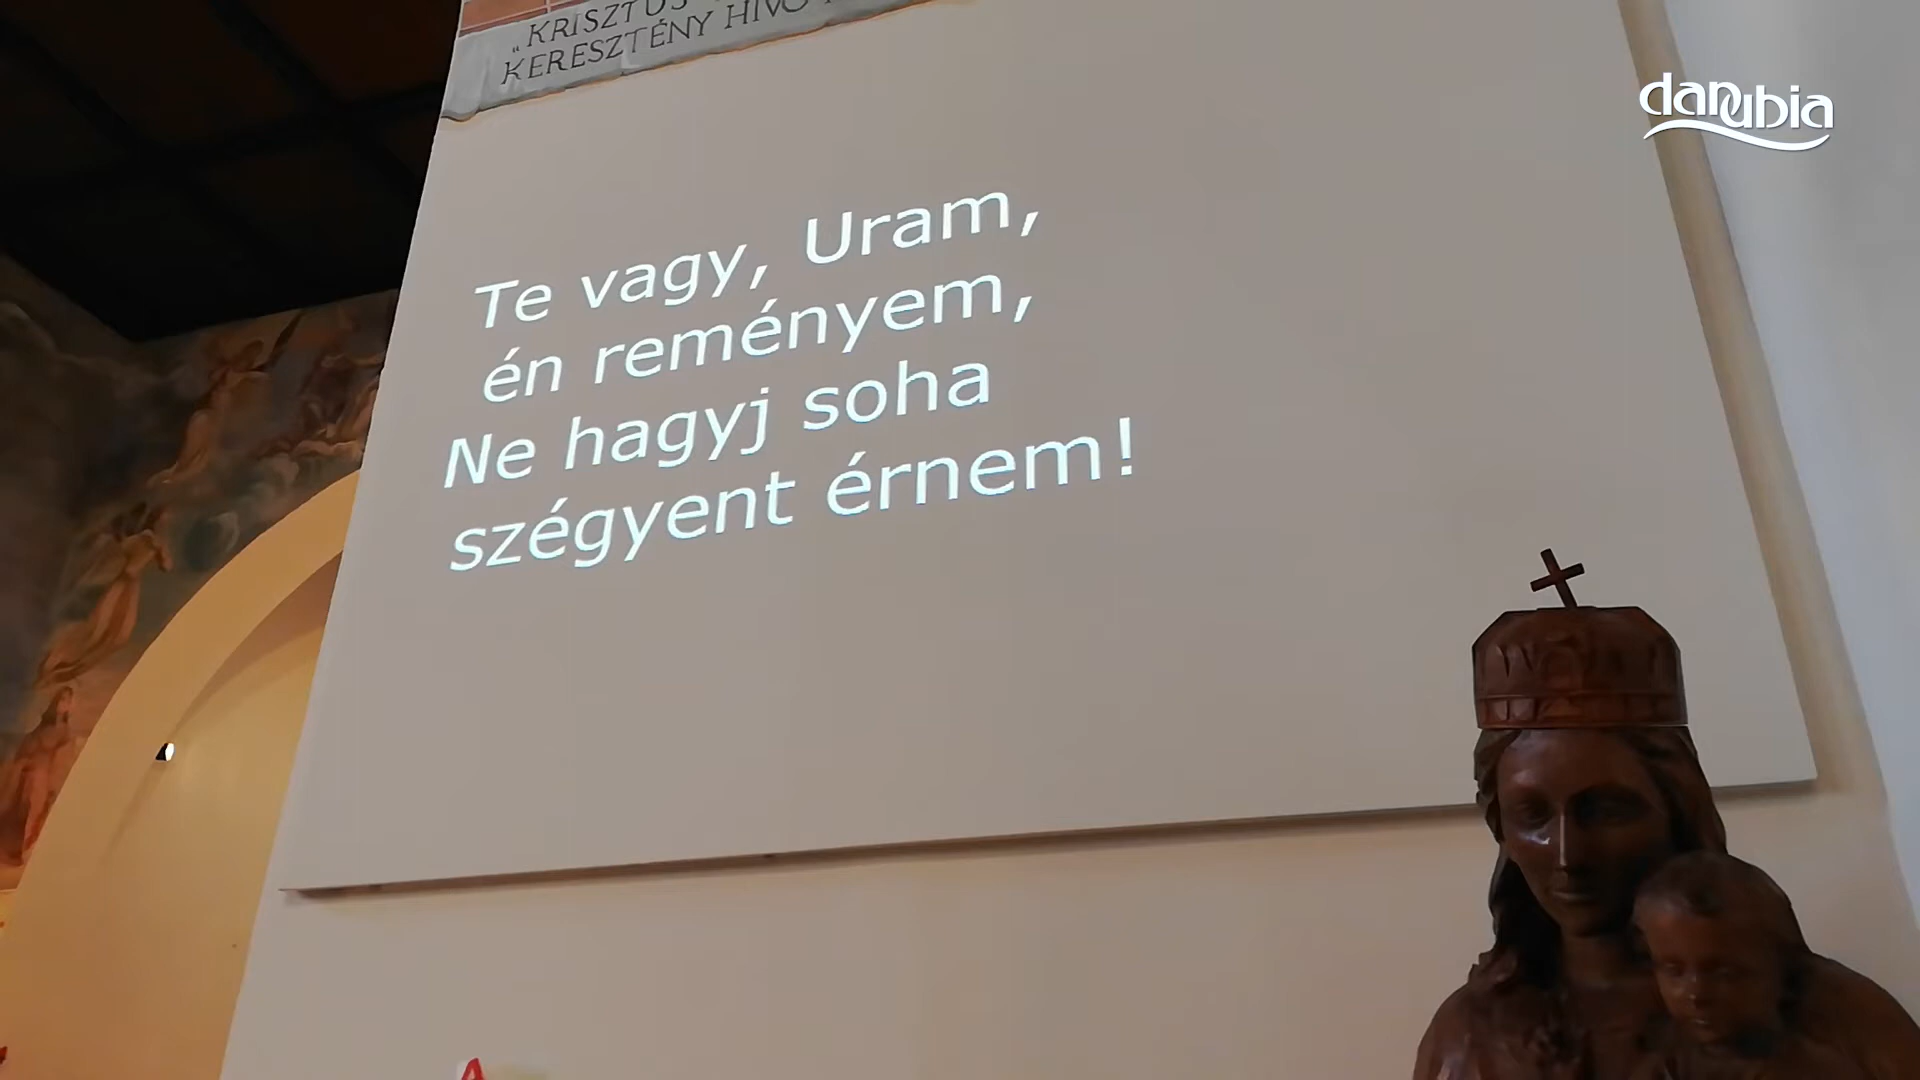 „KRISZTUS
KERESZTÉNY HÍVŐ
danubia
Te vagy, Uram,
én reményem,
Ne hagyj soha
szégyent érnem!